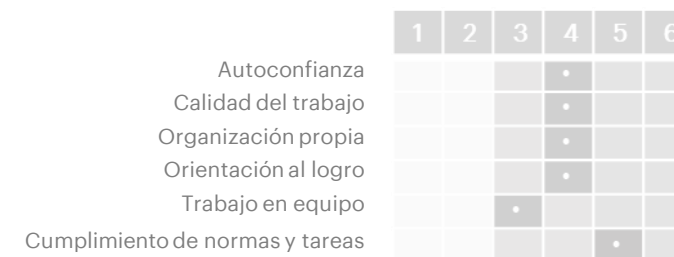 1 2 3 4 5 6
Autoconfianza
Calidad del trabajo
Organización propia
Orientación al logro
Trabajo en equipo
Cumplimiento de normas y tareas